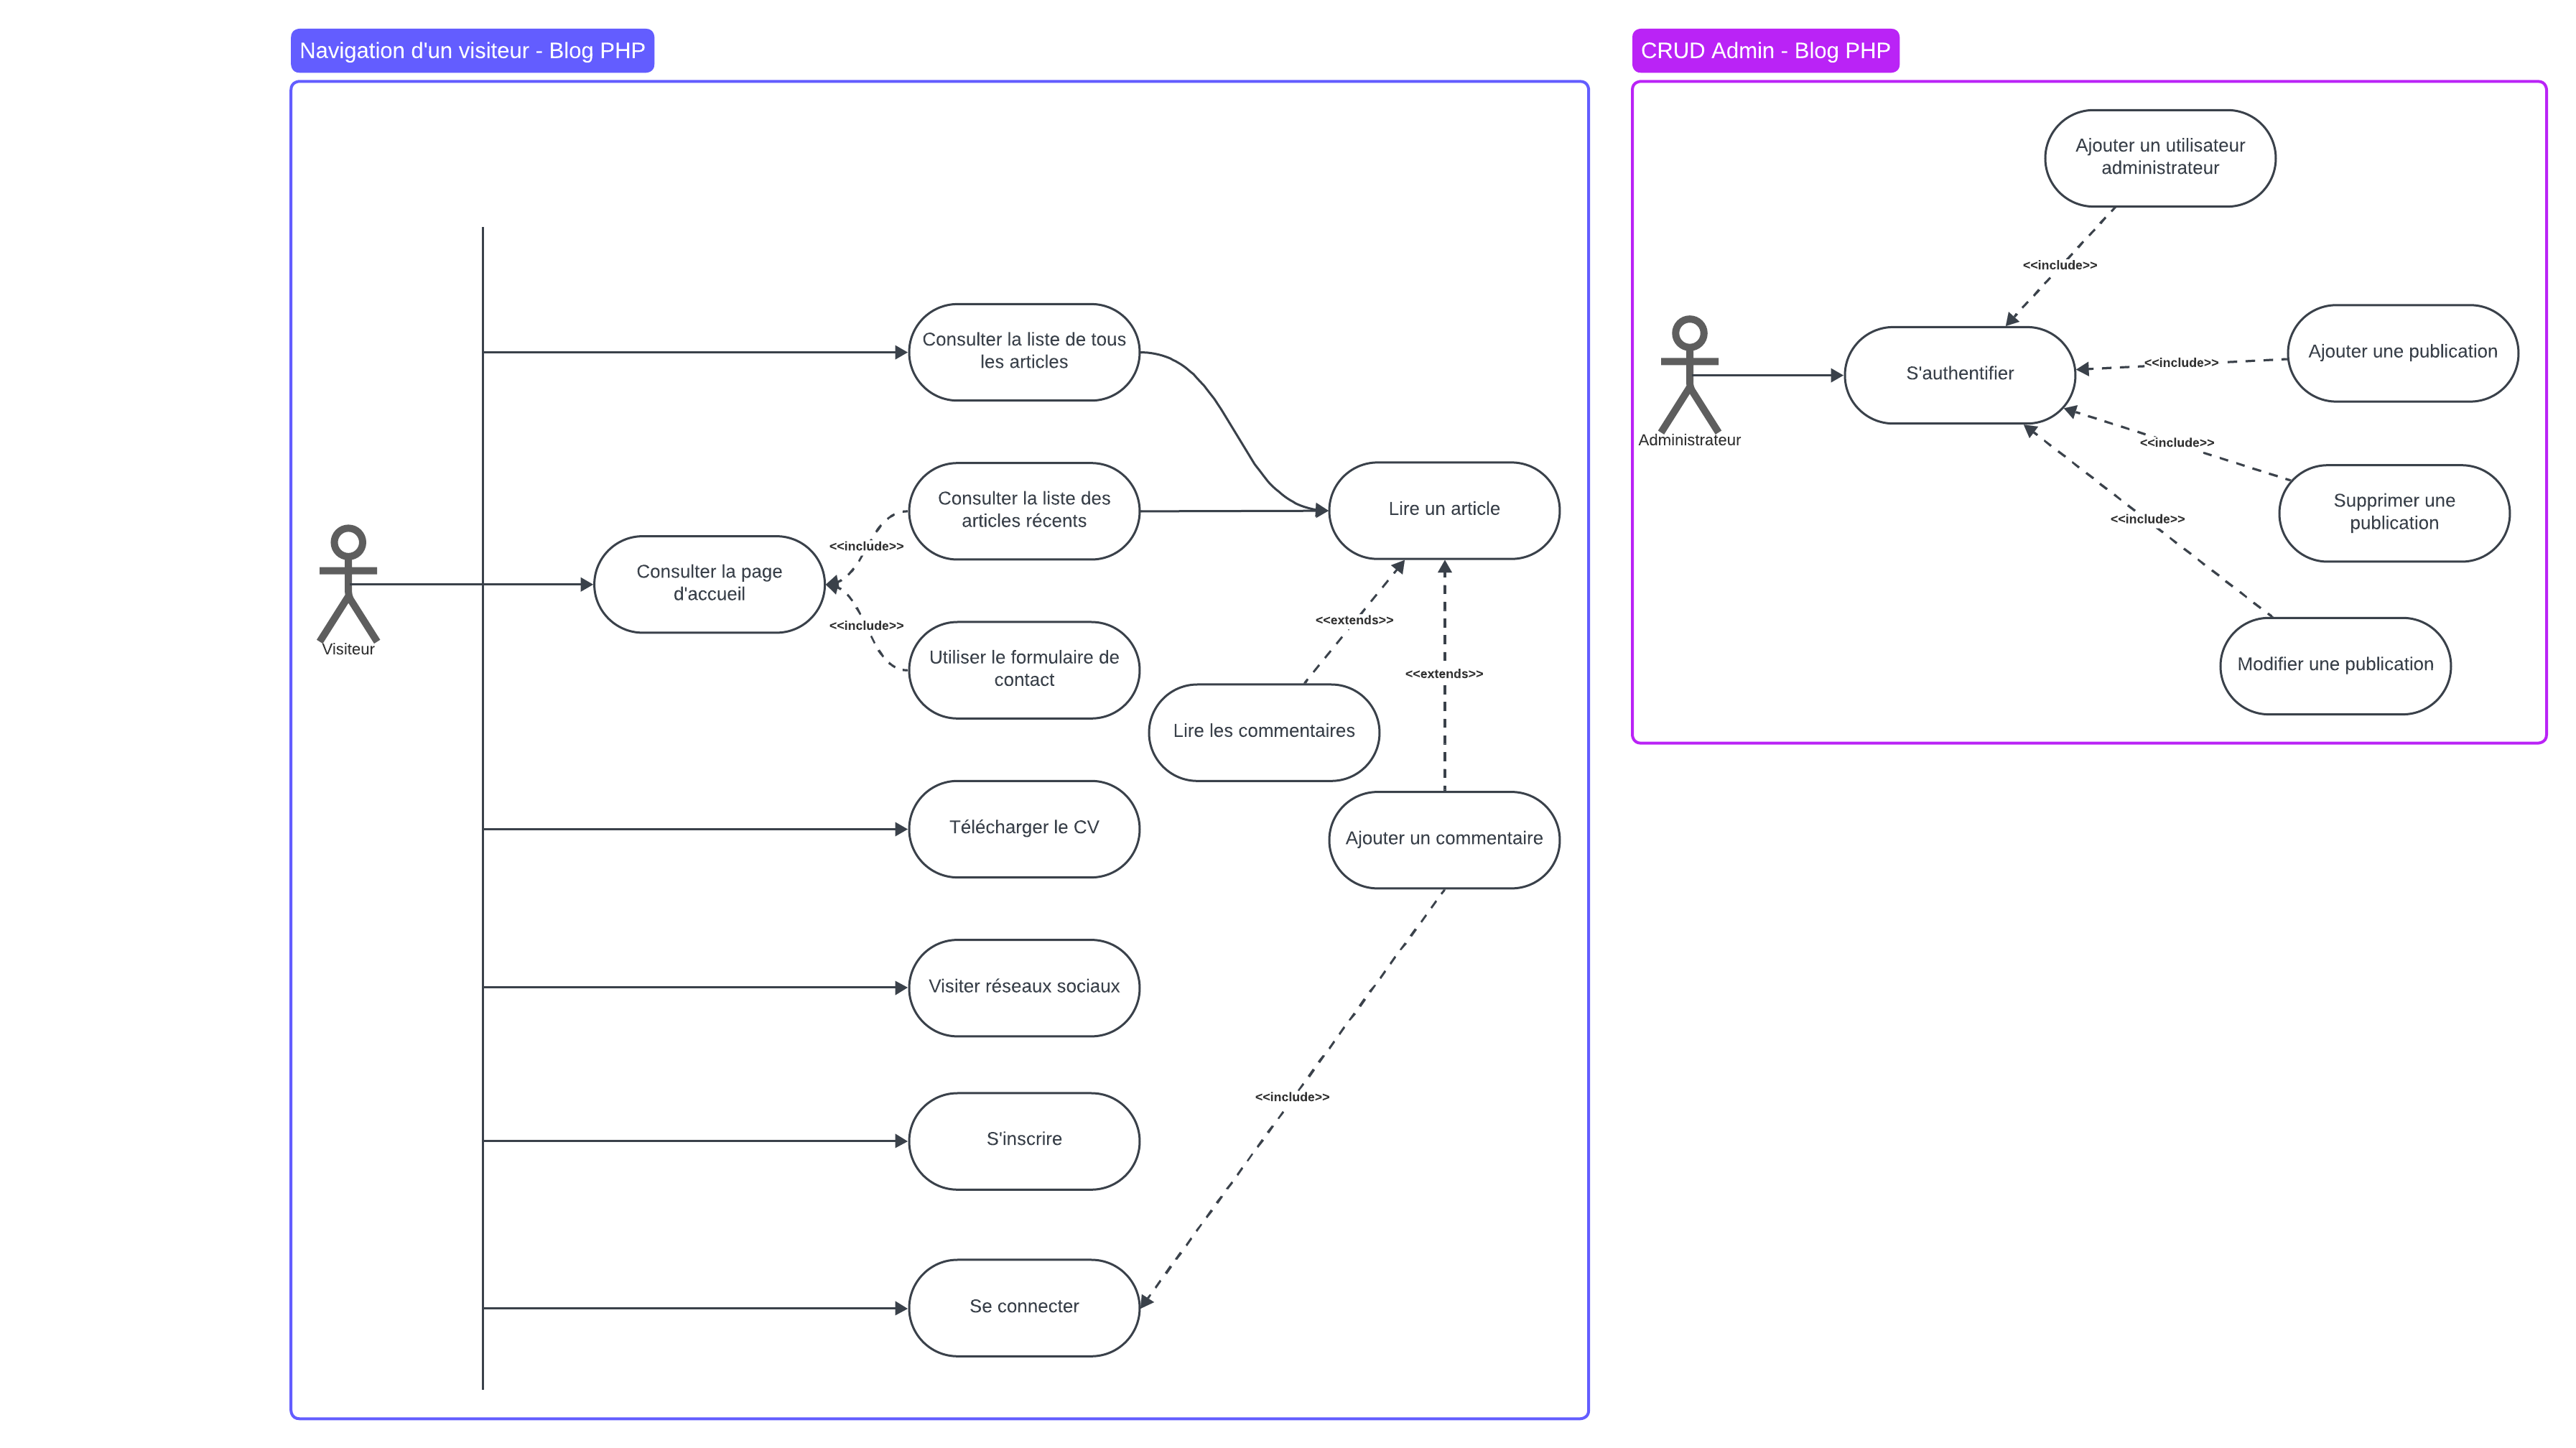 Navigation d'un visiteur - Blog PHP
Consulter la liste de tous
les articles
Consulter la liste des
articles récents
Lire un article
<<include>>
Consulter la page
d'accueil
<<include>>
<<extends>>
Visiteur
Utiliser le formulaire de
contact
<<extends>>
Lire les commentaires
Télécharger le CV
Ajouter un commentaire
Visiter réseaux sociaux
<<include>>
S'inscrire
Se connecter
CRUD Admin - Blog PHP
Ajouter un utilisateur
administrateur
<<include>>
Ajouter une publication
<<include>>
S'authentifier
Administrateur
<<include>>
Supprimer une
publication
<<include>>
Modifier une publication